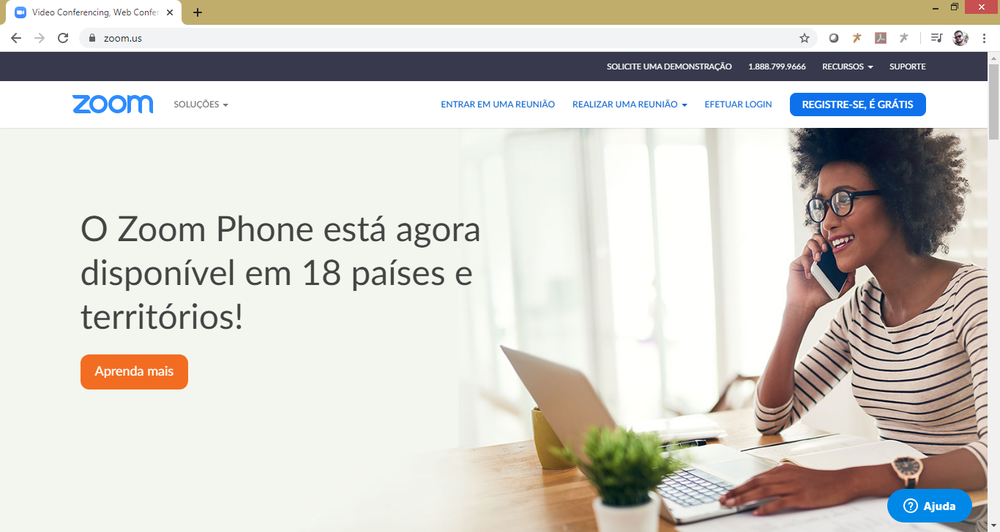 Video Conferencing, Web Confer
zoom.us
SOLICITE UMA DEMONSTRAÇÃO 1.888.799.9666 RECURSOS SUPORTE
zoom SOLUÇÕES ENTRAR EM UMA REUNIÃO REALIZAR UMA REUNIÃO EFETUAR LOGIN REGISTRE-SE, É GRÁTIS
O Zoom Phone está agora
disponível em 18 países e
territórios!
Aprenda mais
Ajuda